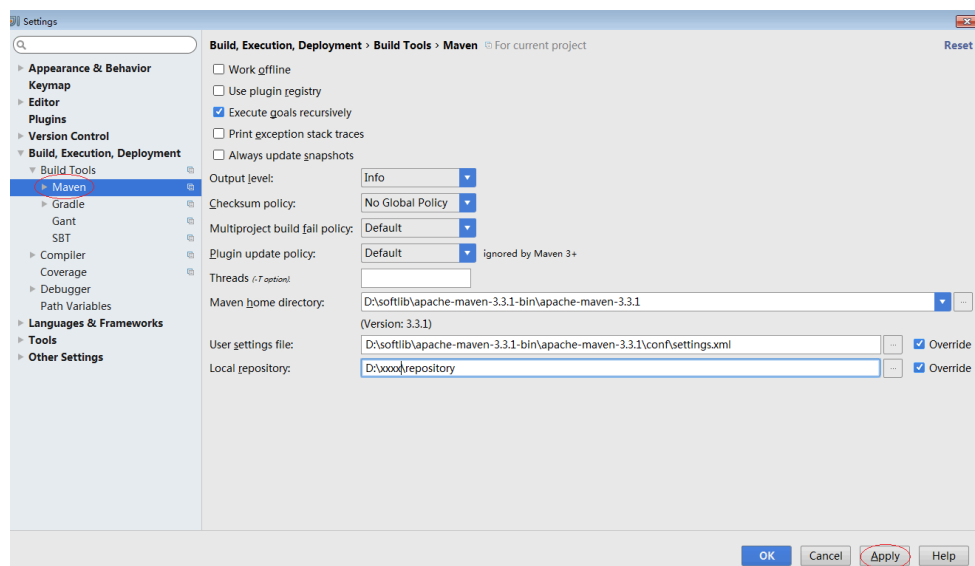 Settings
Build, Execution, Deployment › Build Tools › Maven For current project Reset
Appearance & Behavior
Keymap
Editor
Plugins
Version Control
Build, Execution, Deployment
Build Tools
Maven
Gradle
Gant
SBT
Compiler
Coverage
Debugger
Path Variables
Languages & Frameworks
Tools
Other Settings
Work offline
Use plugin registry
Execute goals recursively
Print exception stack traces
Always update snapshots
Output level: Info
Checksum policy: No Global Policy
Multiproject build fail policy: Default
Plugin update policy: Default ignored by Maven 3+
Threads (-T option):
Maven home directory: D:\softlib\apache-maven-3.3.1-bin\apache-maven-3.3.1 ...
(Version: 3.3.1)
User settings file: D:\softlib\apache-maven-3.3.1-bin\apache-maven-3.3.1\conf\settings.xml ... Override
Local repository: D:\xxxx\repository ... Override
OK Cancel Apply Help